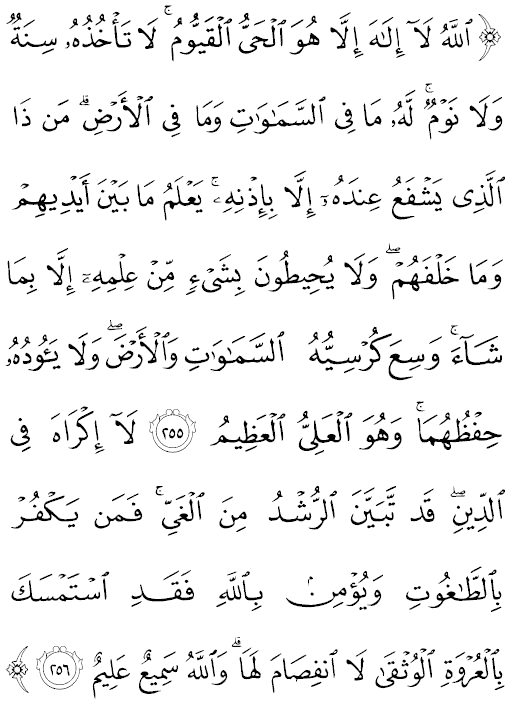 ﴿ ٱللَّهُ لَآ إِلَٰهَ إِلَّا هُوَ ٱلْحَىُّ ٱلْقَيُّومُ ۚ لَا تَأْخُذُهُۥ سِنَةٌ
وَلَا نَوْمٌ ۚ لَّهُۥ مَا فِى ٱلسَّمَٰوَٰتِ وَمَا فِى ٱلْأَرْضِ ۗ مَن ذَا
ٱلَّذِى يَشْفَعُ عِندَهُۥٓ إِلَّا بِإِذْنِهِۦ ۚ يَعْلَمُ مَا بَيْنَ أَيْدِيهِمْ
وَمَا خَلْفَهُمْ ۖ وَلَا يُحِيطُونَ بِشَىْءٍ مِّنْ عِلْمِهِۦٓ إِلَّا بِمَا
شَآءَ ۚ وَسِعَ كُرْسِيُّهُ ٱلسَّمَٰوَٰتِ وَٱلْأَرْضَ ۖ وَلَا يَـُٔودُهُۥ
حِفْظُهُمَا ۚ وَهُوَ ٱلْعَلِىُّ ٱلْعَظِيمُ ۝٢٥٥ لَآ إِكْرَاهَ فِى
ٱلدِّينِ ۖ قَد تَّبَيَّنَ ٱلرُّشْدُ مِنَ ٱلْغَىِّ ۚ فَمَن يَكْفُرْ
بِٱلطَّٰغُوتِ وَيُؤْمِنۢ بِٱللَّهِ فَقَدِ ٱسْتَمْسَكَ
بِٱلْعُرْوَةِ ٱلْوُثْقَىٰ لَا ٱنفِصَامَ لَهَا ۗ وَٱللَّهُ سَمِيعٌ عَلِيمٌ ۝٢٥٦ ﴾